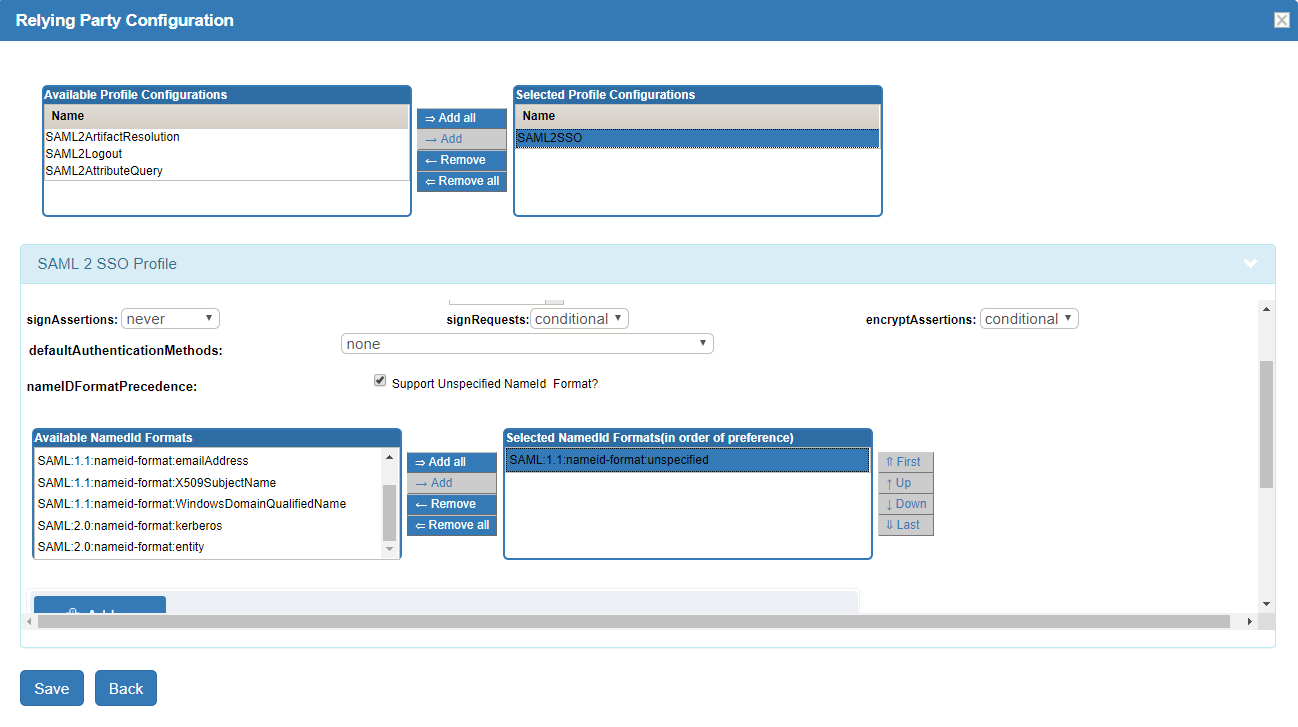 Relying Party Configuration
Available Profile Configurations
Name
SAML2ArtifactResolution
SAML2Logout
SAML2AttributeQuery
⇒ Add all
→ Add
← Remove
⇐ Remove all
Selected Profile Configurations
Name
SAML2SSO
SAML 2 SSO Profile
signAssertions: never
signRequests: conditional
encryptAssertions: conditional
defaultAuthenticationMethods: none
nameIDFormatPrecedence: Support Unspecified NameId Format?
Available NamedId Formats
SAML:1.1:nameid-format:emailAddress
SAML:1.1:nameid-format:X509SubjectName
SAML:1.1:nameid-format:WindowsDomainQualifiedName
SAML:2.0:nameid-format:kerberos
SAML:2.0:nameid-format:entity
⇒ Add all
→ Add
← Remove
⇐ Remove all
Selected NamedId Formats(in order of preference)
SAML:1.1:nameid-format:unspecified
⇑ First
↑ Up
↓ Down
⇓ Last
Save
Back